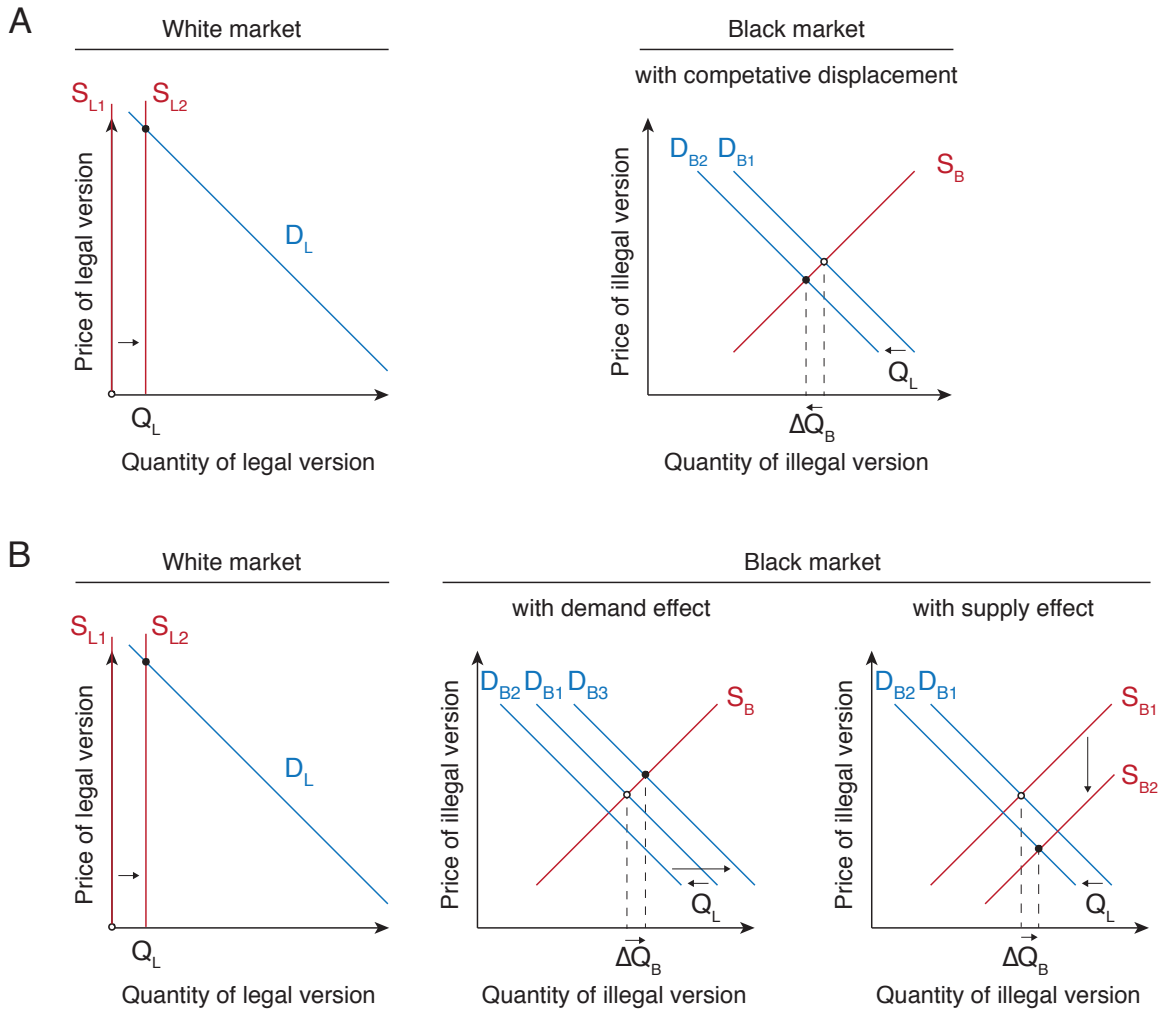 A
White market
Black market
with competative displacement
S_L1 S_L2
D_L
Price of legal version
Q_L
Quantity of legal version
D_B2 D_B1
S_B
Price of illegal version
Q_L
ΔQ_B
Quantity of illegal version
B
White market
Black market
with demand effect
with supply effect
S_L1 S_L2
D_L
Price of legal version
Q_L
Quantity of legal version
D_B2 D_B1 D_B3
S_B
Price of illegal version
Q_L
ΔQ_B
Quantity of illegal version
D_B2 D_B1
S_B1
S_B2
Price of illegal version
Q_L
ΔQ_B
Quantity of illegal version